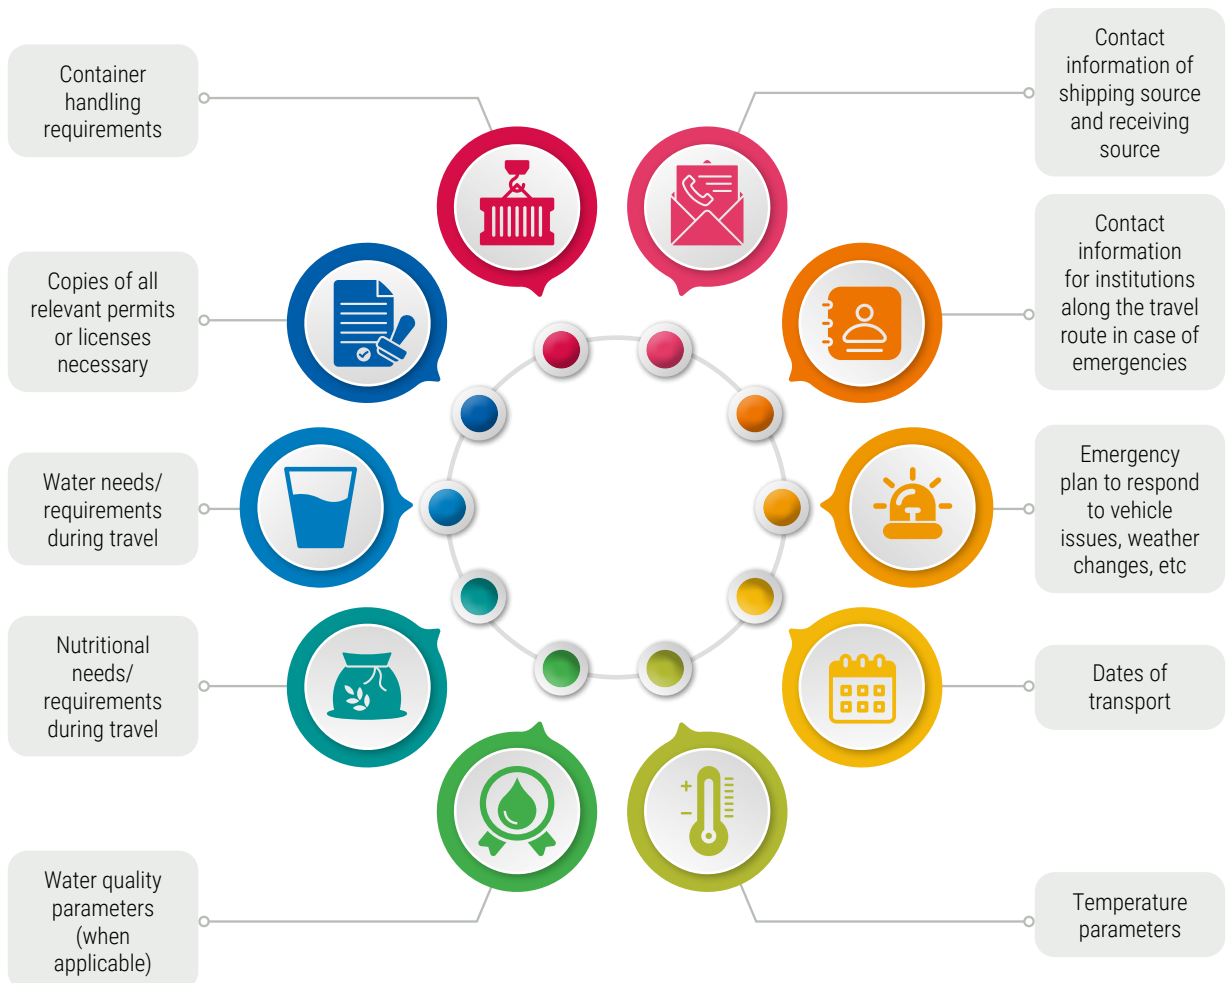 Container
handling
requirements
Copies of all
relevant permits
or licenses
necessary
Water needs/
requirements
during travel
Nutritional
needs/
requirements
during travel
Water quality
parameters
(when
applicable)
Contact
information of
shipping source
and receiving
source
Contact
information
for institutions
along the travel
route in case of
emergencies
Emergency
plan to respond
to vehicle
issues, weather
changes, etc
Dates of
transport
Temperature
parameters